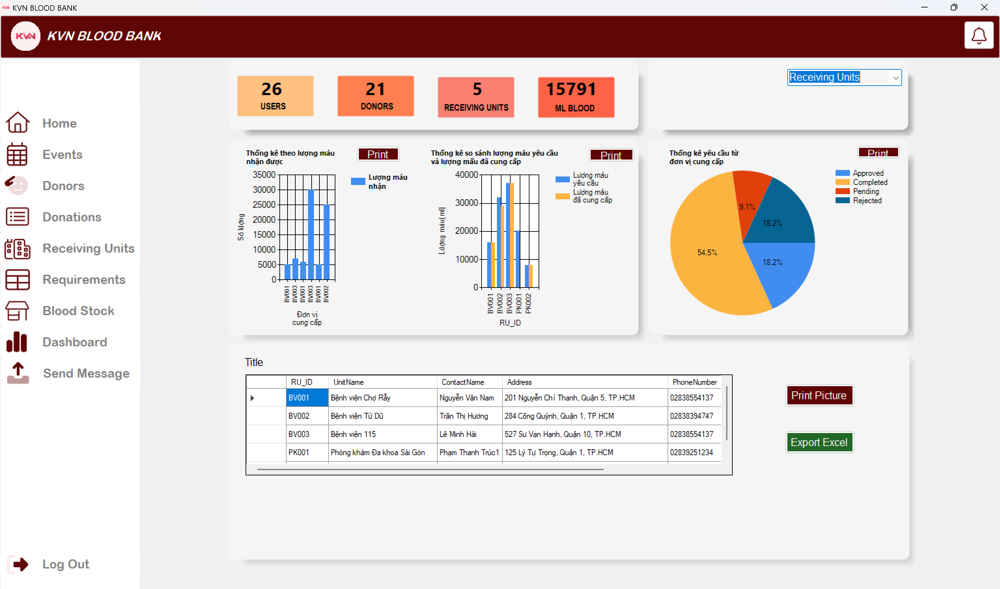 KVN KVN BLOOD BANK
KVN KVN BLOOD BANK
Home
Events
Donors
Donations
Receiving Units
Requirements
Blood Stock
Dashboard
Send Message
Log Out
26
USERS
21
DONORS
5
RECEIVING UNITS
15791
ML BLOOD
Receiving Units
Thống kê theo lượng máu
nhận được
Print
35000
30000
25000
20000
15000
10000
5000
0
Số lượng
BV001 BV003 BV001 BV003 BV001 BV002
Đơn vị
cung cấp
Lượng máu
nhận
Thống kê so sánh lượng máu yêu cầu
và lượng mấu đã cung cấp
Print
40000
30000
20000
10000
0
Lượng máu(ml)
BV001 BV002 BV003 PK001 PK002
RU_ID
Lượng máu
yêu cầu
Lượng máu
đã cung cấp
Thống kê yêu cầu từ
đơn vị cung cấp
Print
9.1%
18.2%
54.5%
18.2%
Approved
Completed
Pending
Rejected
Title
RU_ID UnitName ContactName Address PhoneNumber
BV001 Bệnh viện Chợ Rẫy Nguyễn Văn Nam 201 Nguyễn Chí Thanh, Quận 5, TP.HCM 02838554137
BV002 Bệnh viện Từ Dũ Trần Thị Hương 284 Cống Quỳnh, Quận 1, TP.HCM 02838394747
BV003 Bệnh viện 115 Lê Minh Hải 527 Sư Vạn Hạnh, Quận 10, TP.HCM 02838554137
PK001 Phòng khám Đa khoa Sài Gòn Phạm Thanh Trúc1 125 Lý Tự Trọng, Quận 1, TP.HCM 02839251234
Print Picture
Export Excel